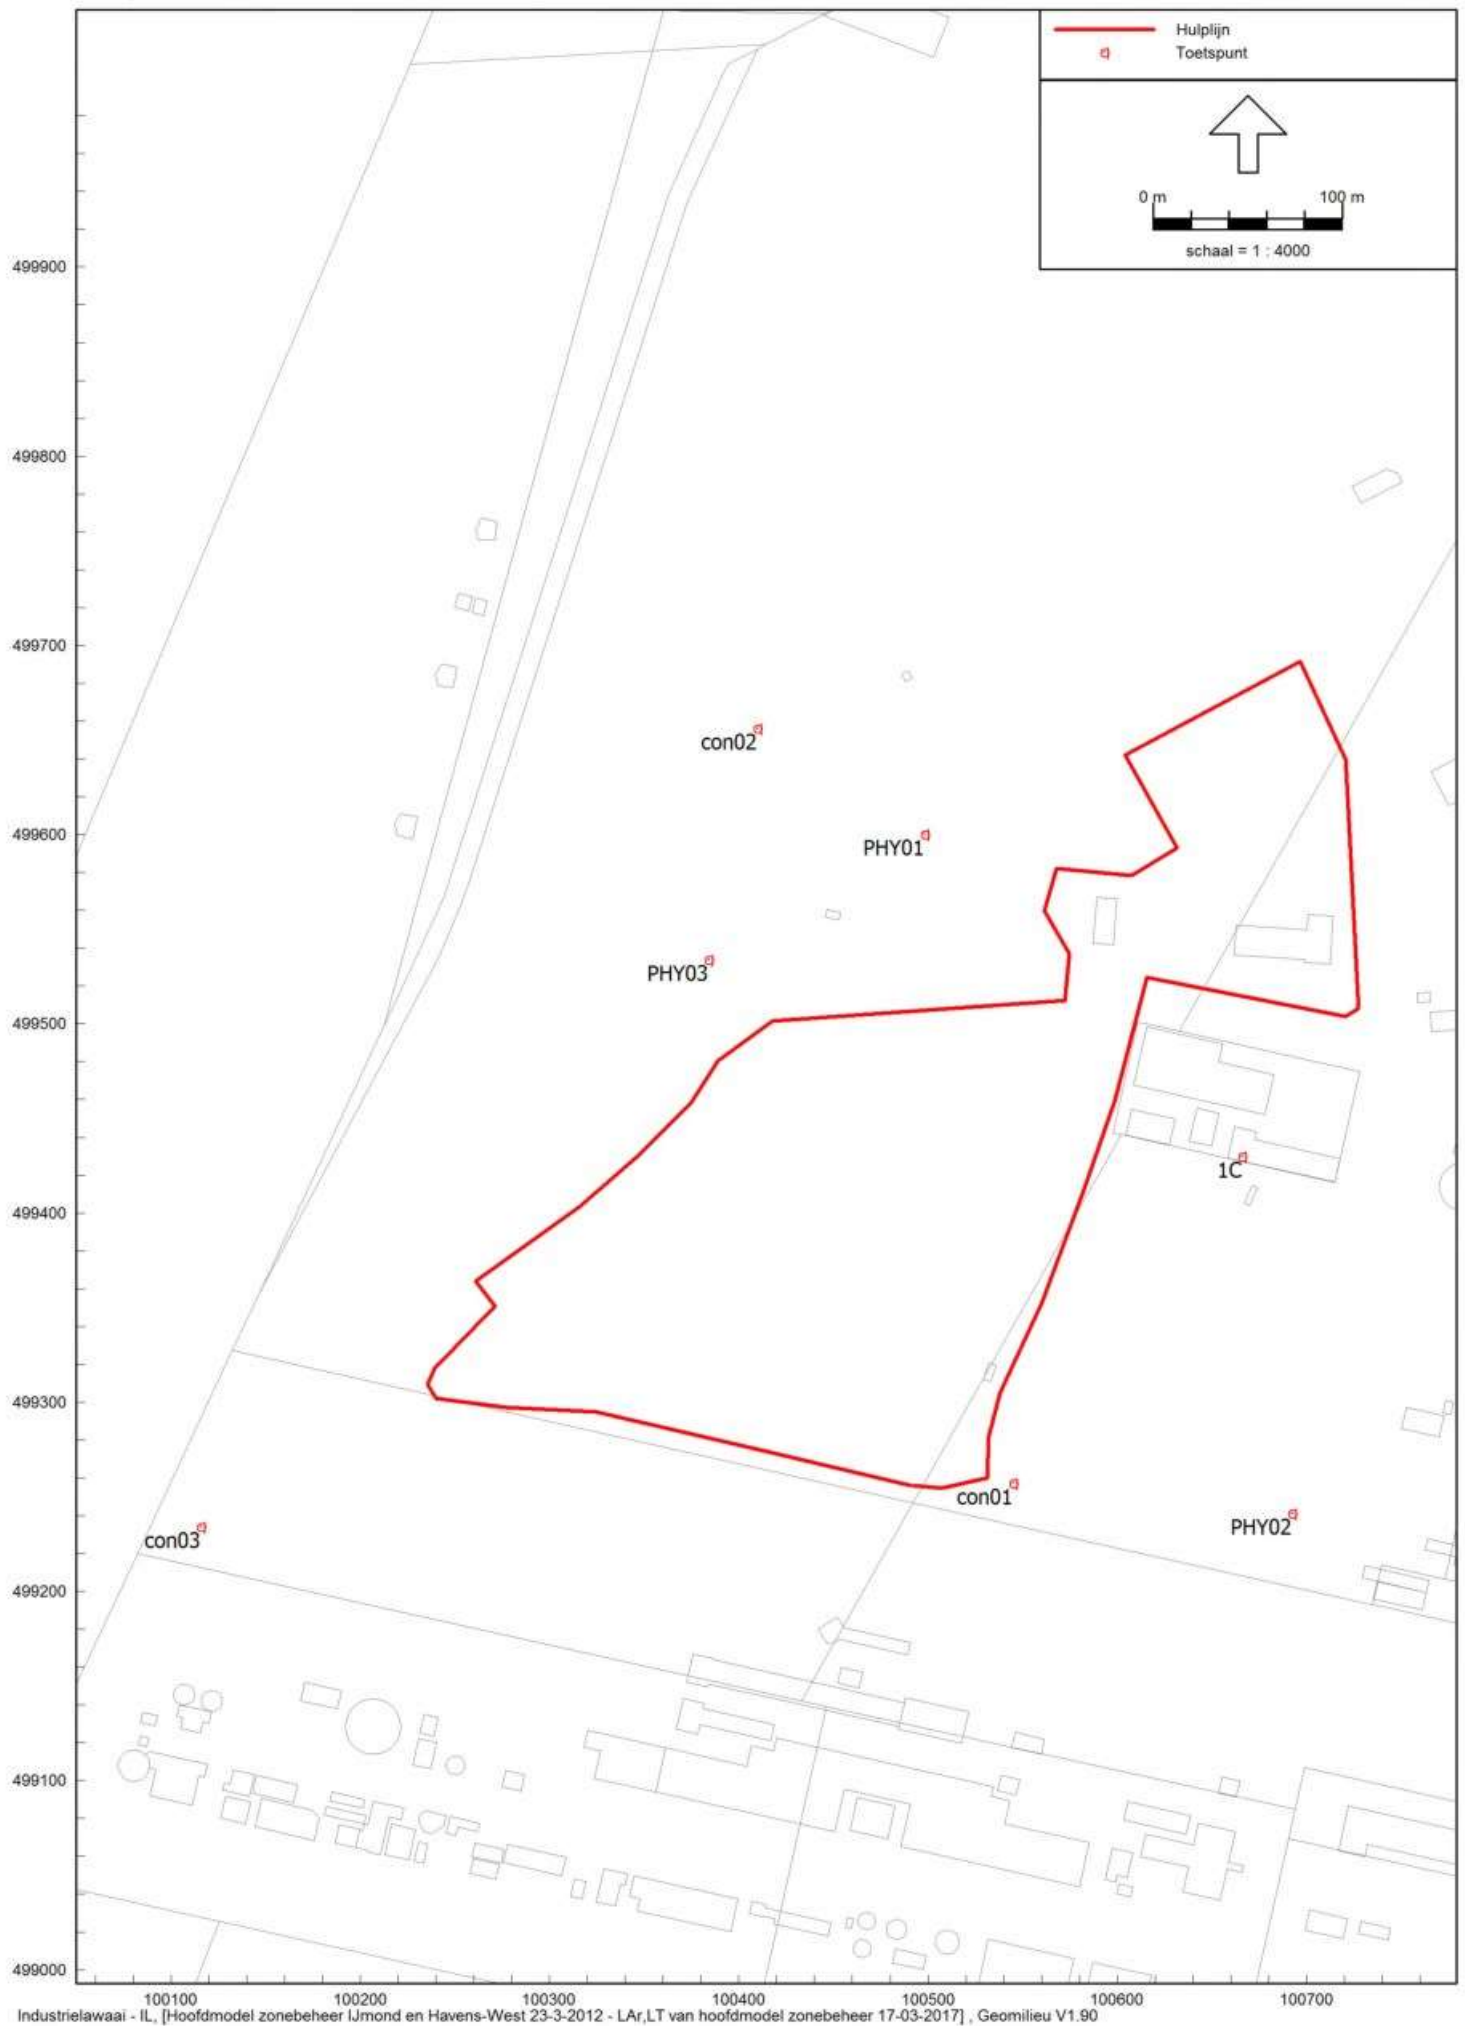 Hulplijn
Toetspunt
0 m 100 m
schaal = 1 : 4000
499900
499800
499700
con02
499600
PHY01
PHY03
499500
1C
499400
499300
con01
PHY02
con03
499200
499100
499000
100100 100200 100300 100400 100500 100600 100700
Industrielawaai - IL, [Hoofdmodel zonebeheer IJmond en Havens-West 23-3-2012 - LAr,LT van hoofdmodel zonebeheer 17-03-2017] , Geomilieu V1.90